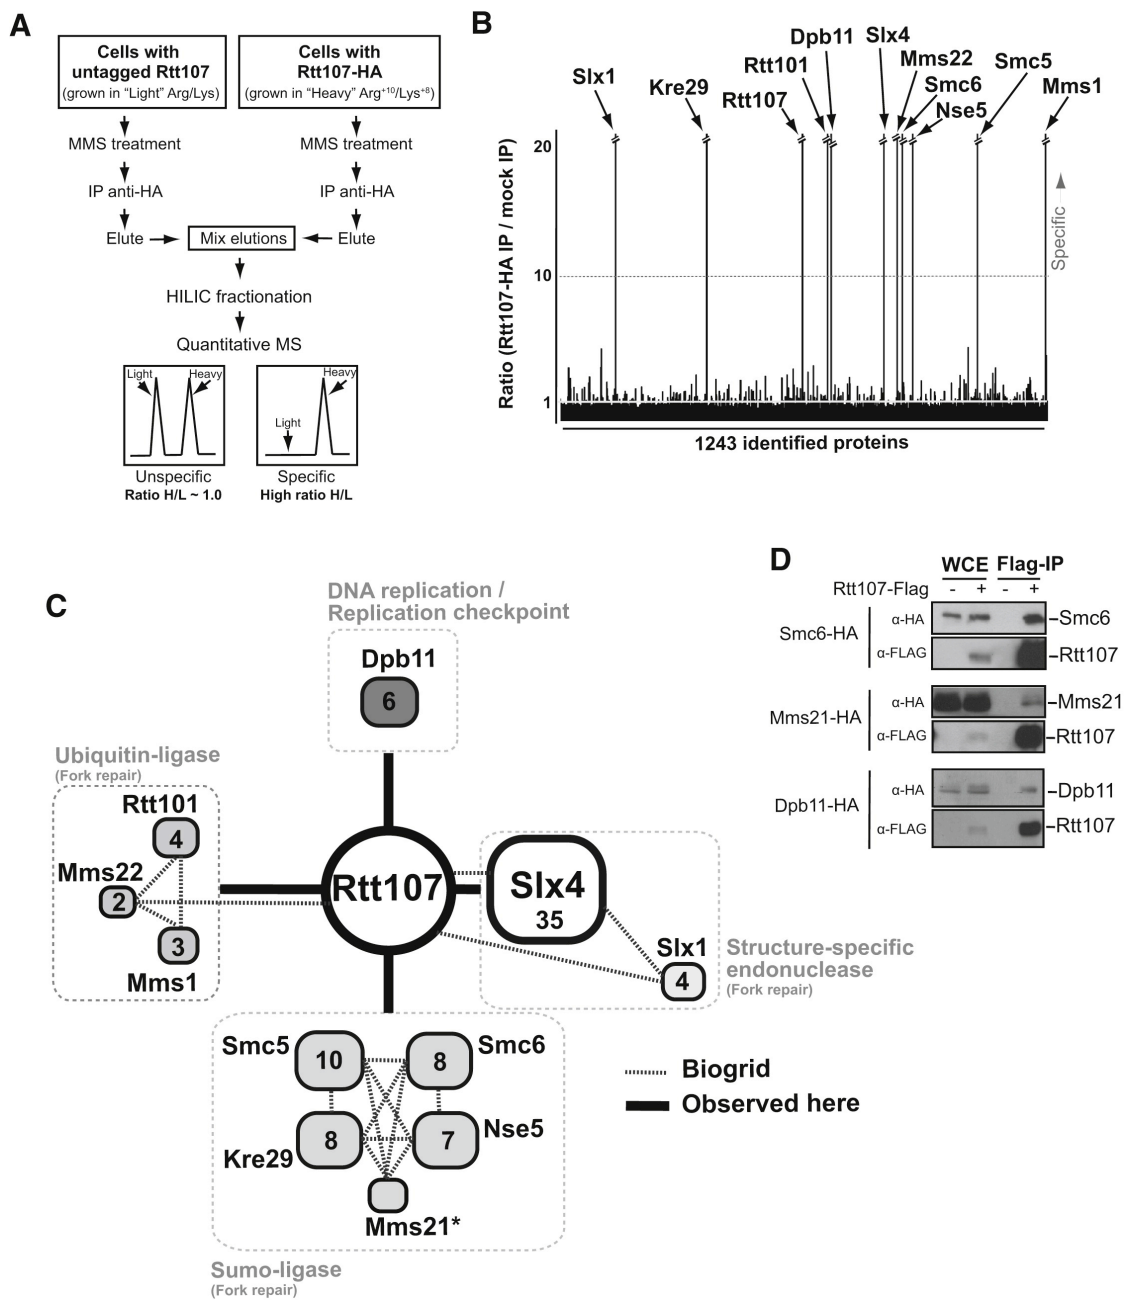 A
Cells with
untagged Rtt107
(grown in “Light” Arg/Lys)
Cells with
Rtt107-HA
(grown in “Heavy” Arg+10/Lys+8)
MMS treatment
MMS treatment
IP anti-HA
IP anti-HA
Elute
Mix elutions
Elute
HILIC fractionation
Quantitative MS
Light
Heavy
Light
Heavy
Unspecific
Ratio H/L ~ 1.0
Specific
High ratio H/L
B
Slx1
Kre29
Rtt107
Rtt101
Dpb11
Slx4
Mms22
Smc6
Nse5
Smc5
Mms1
Ratio (Rtt107-HA IP / mock IP)
20
10
1
Specific
1243 identified proteins
C
DNA replication /
Replication checkpoint
Dpb11
6
Ubiquitin-ligase
(Fork repair)
Rtt101
4
Mms22
2
3
Mms1
Rtt107
Slx4
35
Slx1
4
Structure-specific
endonuclease
(Fork repair)
Smc5
10
8
Smc6
8
Kre29
7
Nse5
Mms21*
Sumo-ligase
(Fork repair)
Biogrid
Observed here
D
WCE
Flag-IP
Rtt107-Flag
- + - +
Smc6-HA
α-HA
–Smc6
α-FLAG
–Rtt107
Mms21-HA
α-HA
–Mms21
α-FLAG
–Rtt107
Dpb11-HA
α-HA
–Dpb11
α-FLAG
–Rtt107